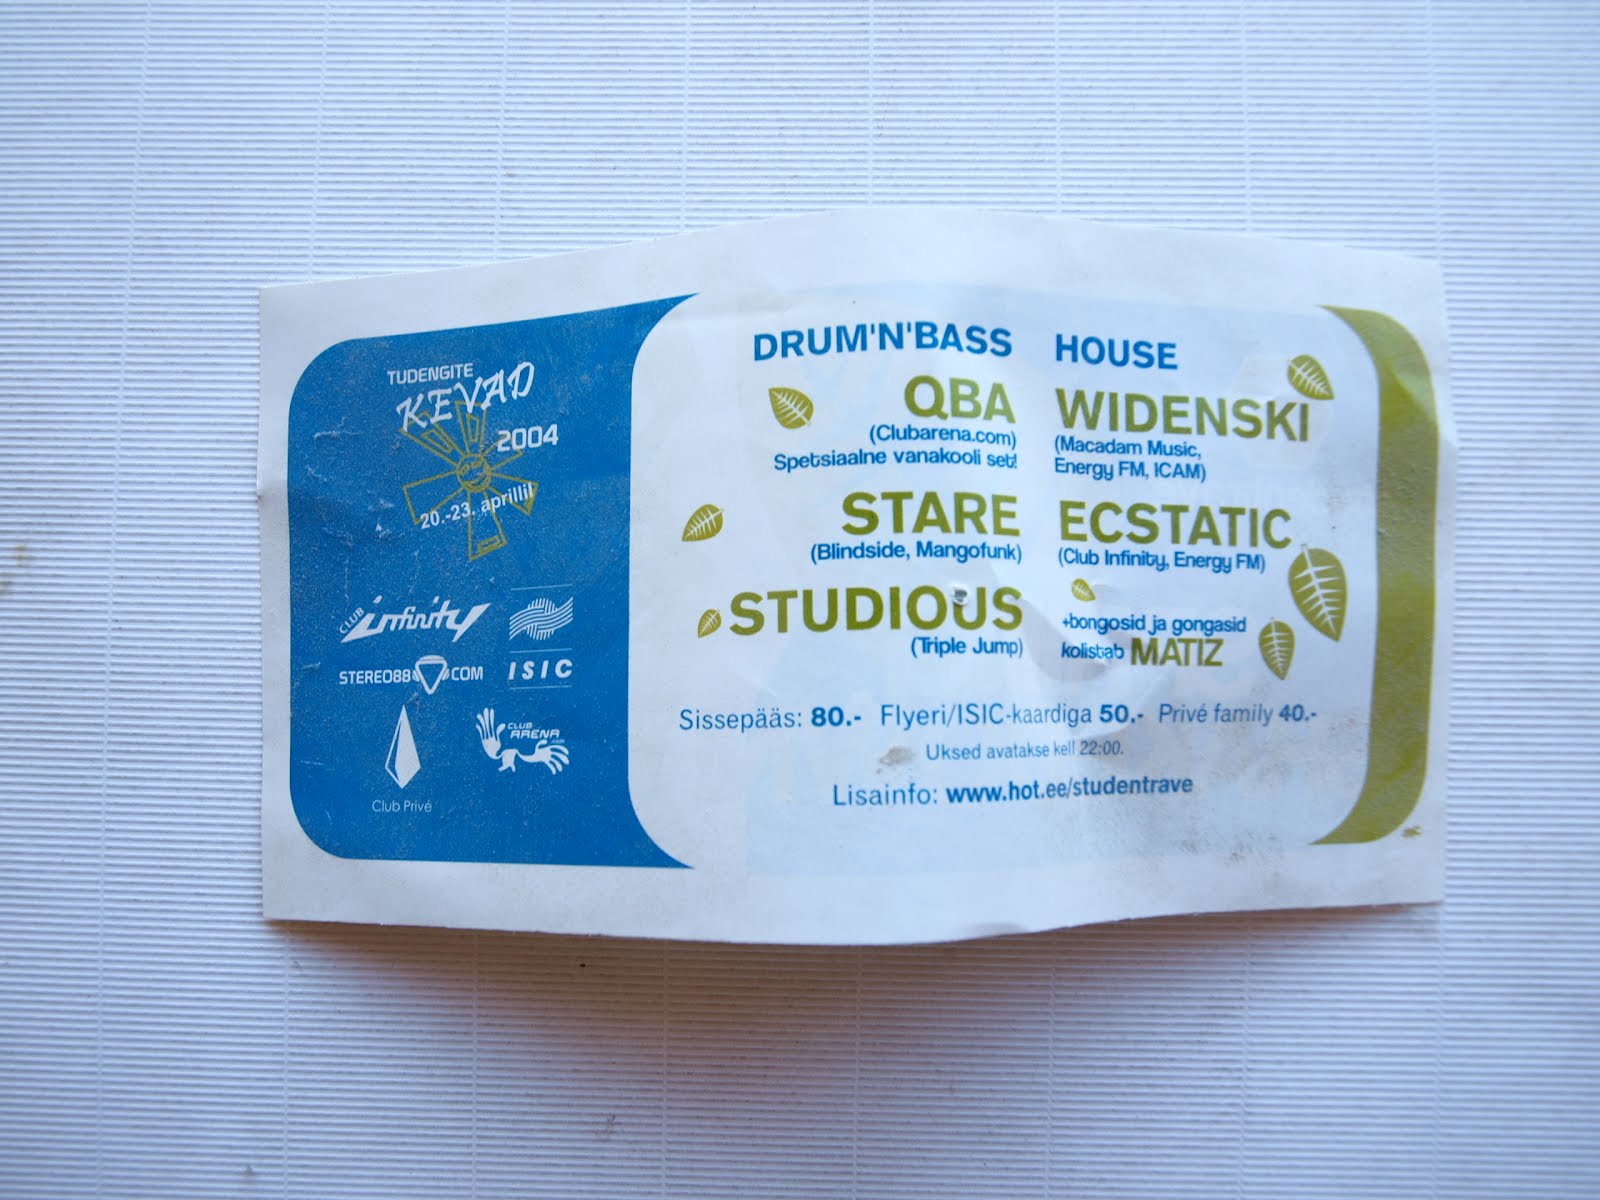 TUDENGITE
KEVAD
2004
20.-23. aprillil
CLUB infinity
STEREO88 COM
ISIC
Club Privé
CLUB
ARENA
.com
DRUM'N'BASS
QBA
(Clubarena.com)
Spetsiaalne vanakooli set!
STARE
(Blindside, Mangofunk)
STUDIOUS
(Triple Jump)
HOUSE
WIDENSKI
(Macadam Music,
Energy FM, ICAM)
ECSTATIC
(Club Infinity, Energy FM)
+bongosid ja gongasid
kolistab MATIZ
Sissepääs: 80.- Flyeri/ISIC-kaardiga 50.- Privé family 40.-
Uksed avatakse kell 22:00.
Lisainfo: www.hot.ee/studentrave